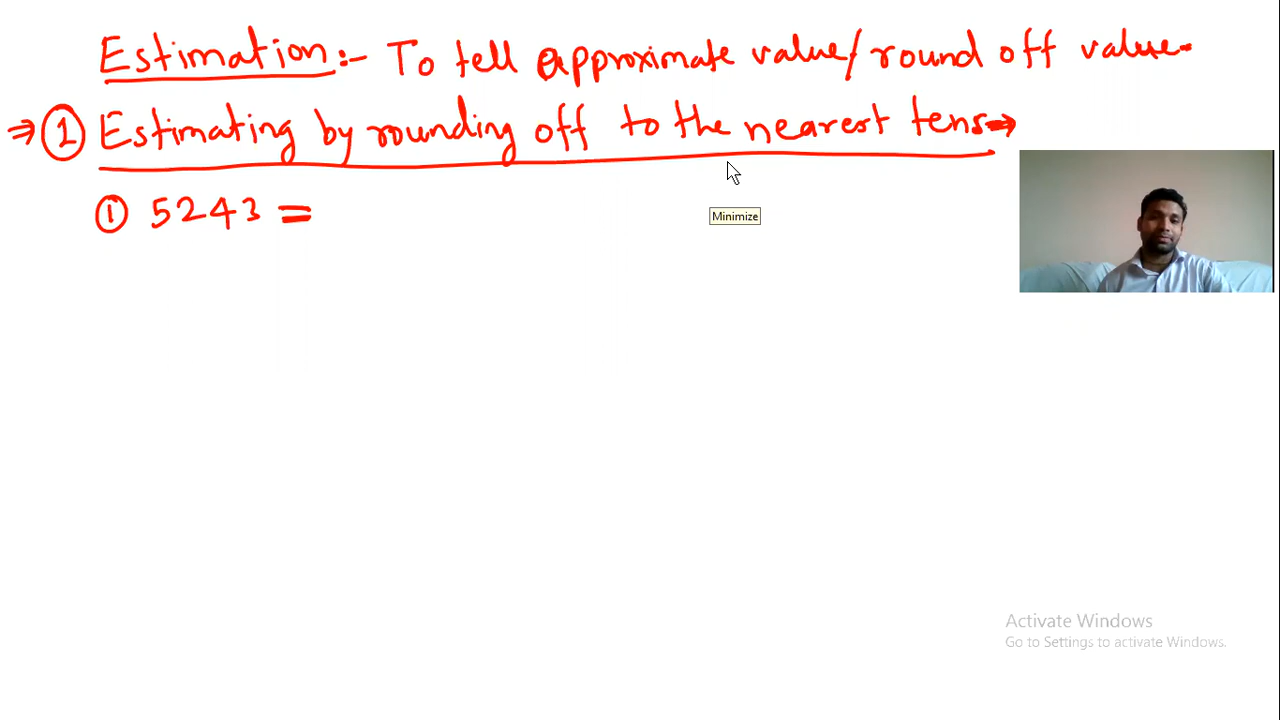 Estimation:- To tell approximate value/round off value.
⇒ ① Estimating by rounding off to the nearest tens→
① 5243 =
Minimize
Activate Windows
Go to Settings to activate Windows.